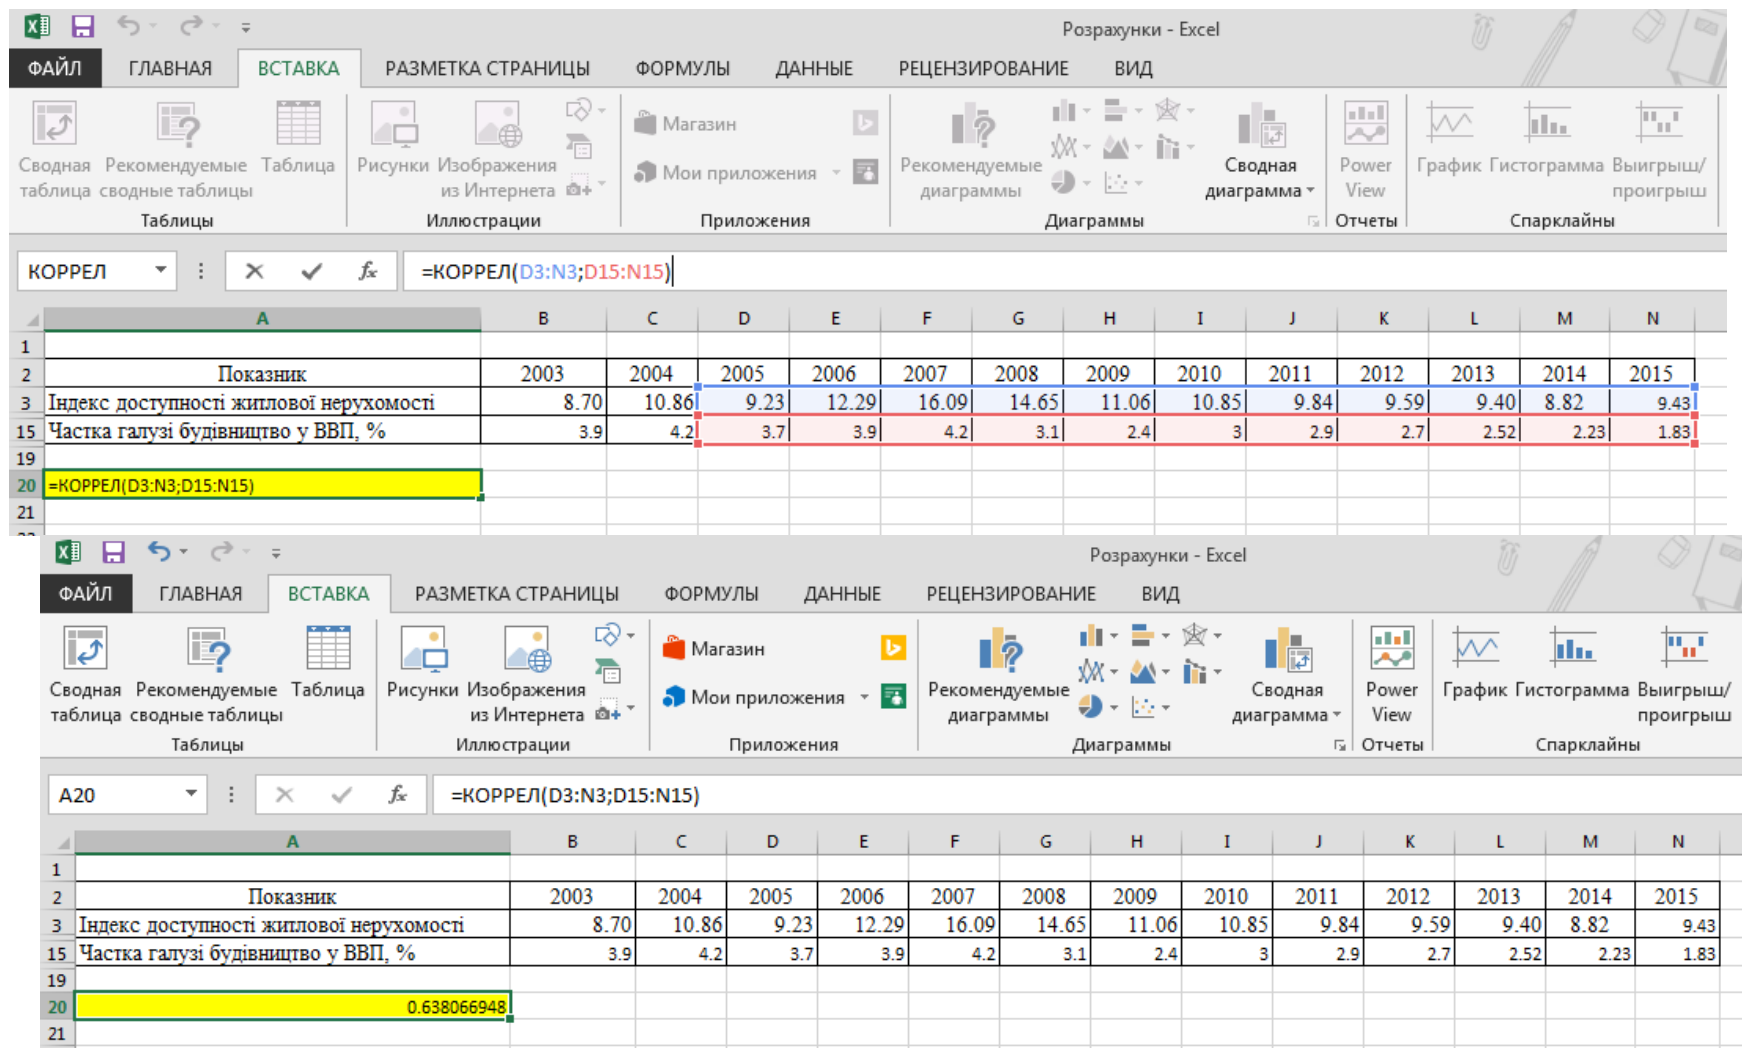 Розрахунки - Excel
ФАЙЛ ГЛАВНАЯ ВСТАВКА РАЗМЕТКА СТРАНИЦЫ ФОРМУЛЫ ДАННЫЕ РЕЦЕНЗИРОВАНИЕ ВИД
Сводная таблица Рекомендуемые сводные таблицы Таблица Рисунки Изображения из Интернета Магазин Мои приложения Рекомендуемые диаграммы Сводная диаграмма Power View График Гистограмма Выигрыш/проигрыш
Таблицы Иллюстрации Приложения Диаграммы Отчеты Спарклайны
КОРРЕЛ fx =КОРРЕЛ(D3:N3;D15:N15)
A B C D E F G H I J K L M N
1
2 Показник 2003 2004 2005 2006 2007 2008 2009 2010 2011 2012 2013 2014 2015
3 Індекс доступності житлової нерухомості 8.70 10.86 9.23 12.29 16.09 14.65 11.06 10.85 9.84 9.59 9.40 8.82 9.43
15 Частка галузі будівництво у ВВП, % 3.9 4.2 3.7 3.9 4.2 3.1 2.4 3 2.9 2.7 2.52 2.23 1.83
19
20 =КОРРЕЛ(D3:N3;D15:N15)
21
Розрахунки - Excel
ФАЙЛ ГЛАВНАЯ ВСТАВКА РАЗМЕТКА СТРАНИЦЫ ФОРМУЛЫ ДАННЫЕ РЕЦЕНЗИРОВАНИЕ ВИД
Сводная таблица Рекомендуемые сводные таблицы Таблица Рисунки Изображения из Интернета Магазин Мои приложения Рекомендуемые диаграммы Сводная диаграмма Power View График Гистограмма Выигрыш/проигрыш
Таблицы Иллюстрации Приложения Диаграммы Отчеты Спарклайны
A20 fx =КОРРЕЛ(D3:N3;D15:N15)
A B C D E F G H I J K L M N
1
2 Показник 2003 2004 2005 2006 2007 2008 2009 2010 2011 2012 2013 2014 2015
3 Індекс доступності житлової нерухомості 8.70 10.86 9.23 12.29 16.09 14.65 11.06 10.85 9.84 9.59 9.40 8.82 9.43
15 Частка галузі будівництво у ВВП, % 3.9 4.2 3.7 3.9 4.2 3.1 2.4 3 2.9 2.7 2.52 2.23 1.83
19
20 0.638066948
21